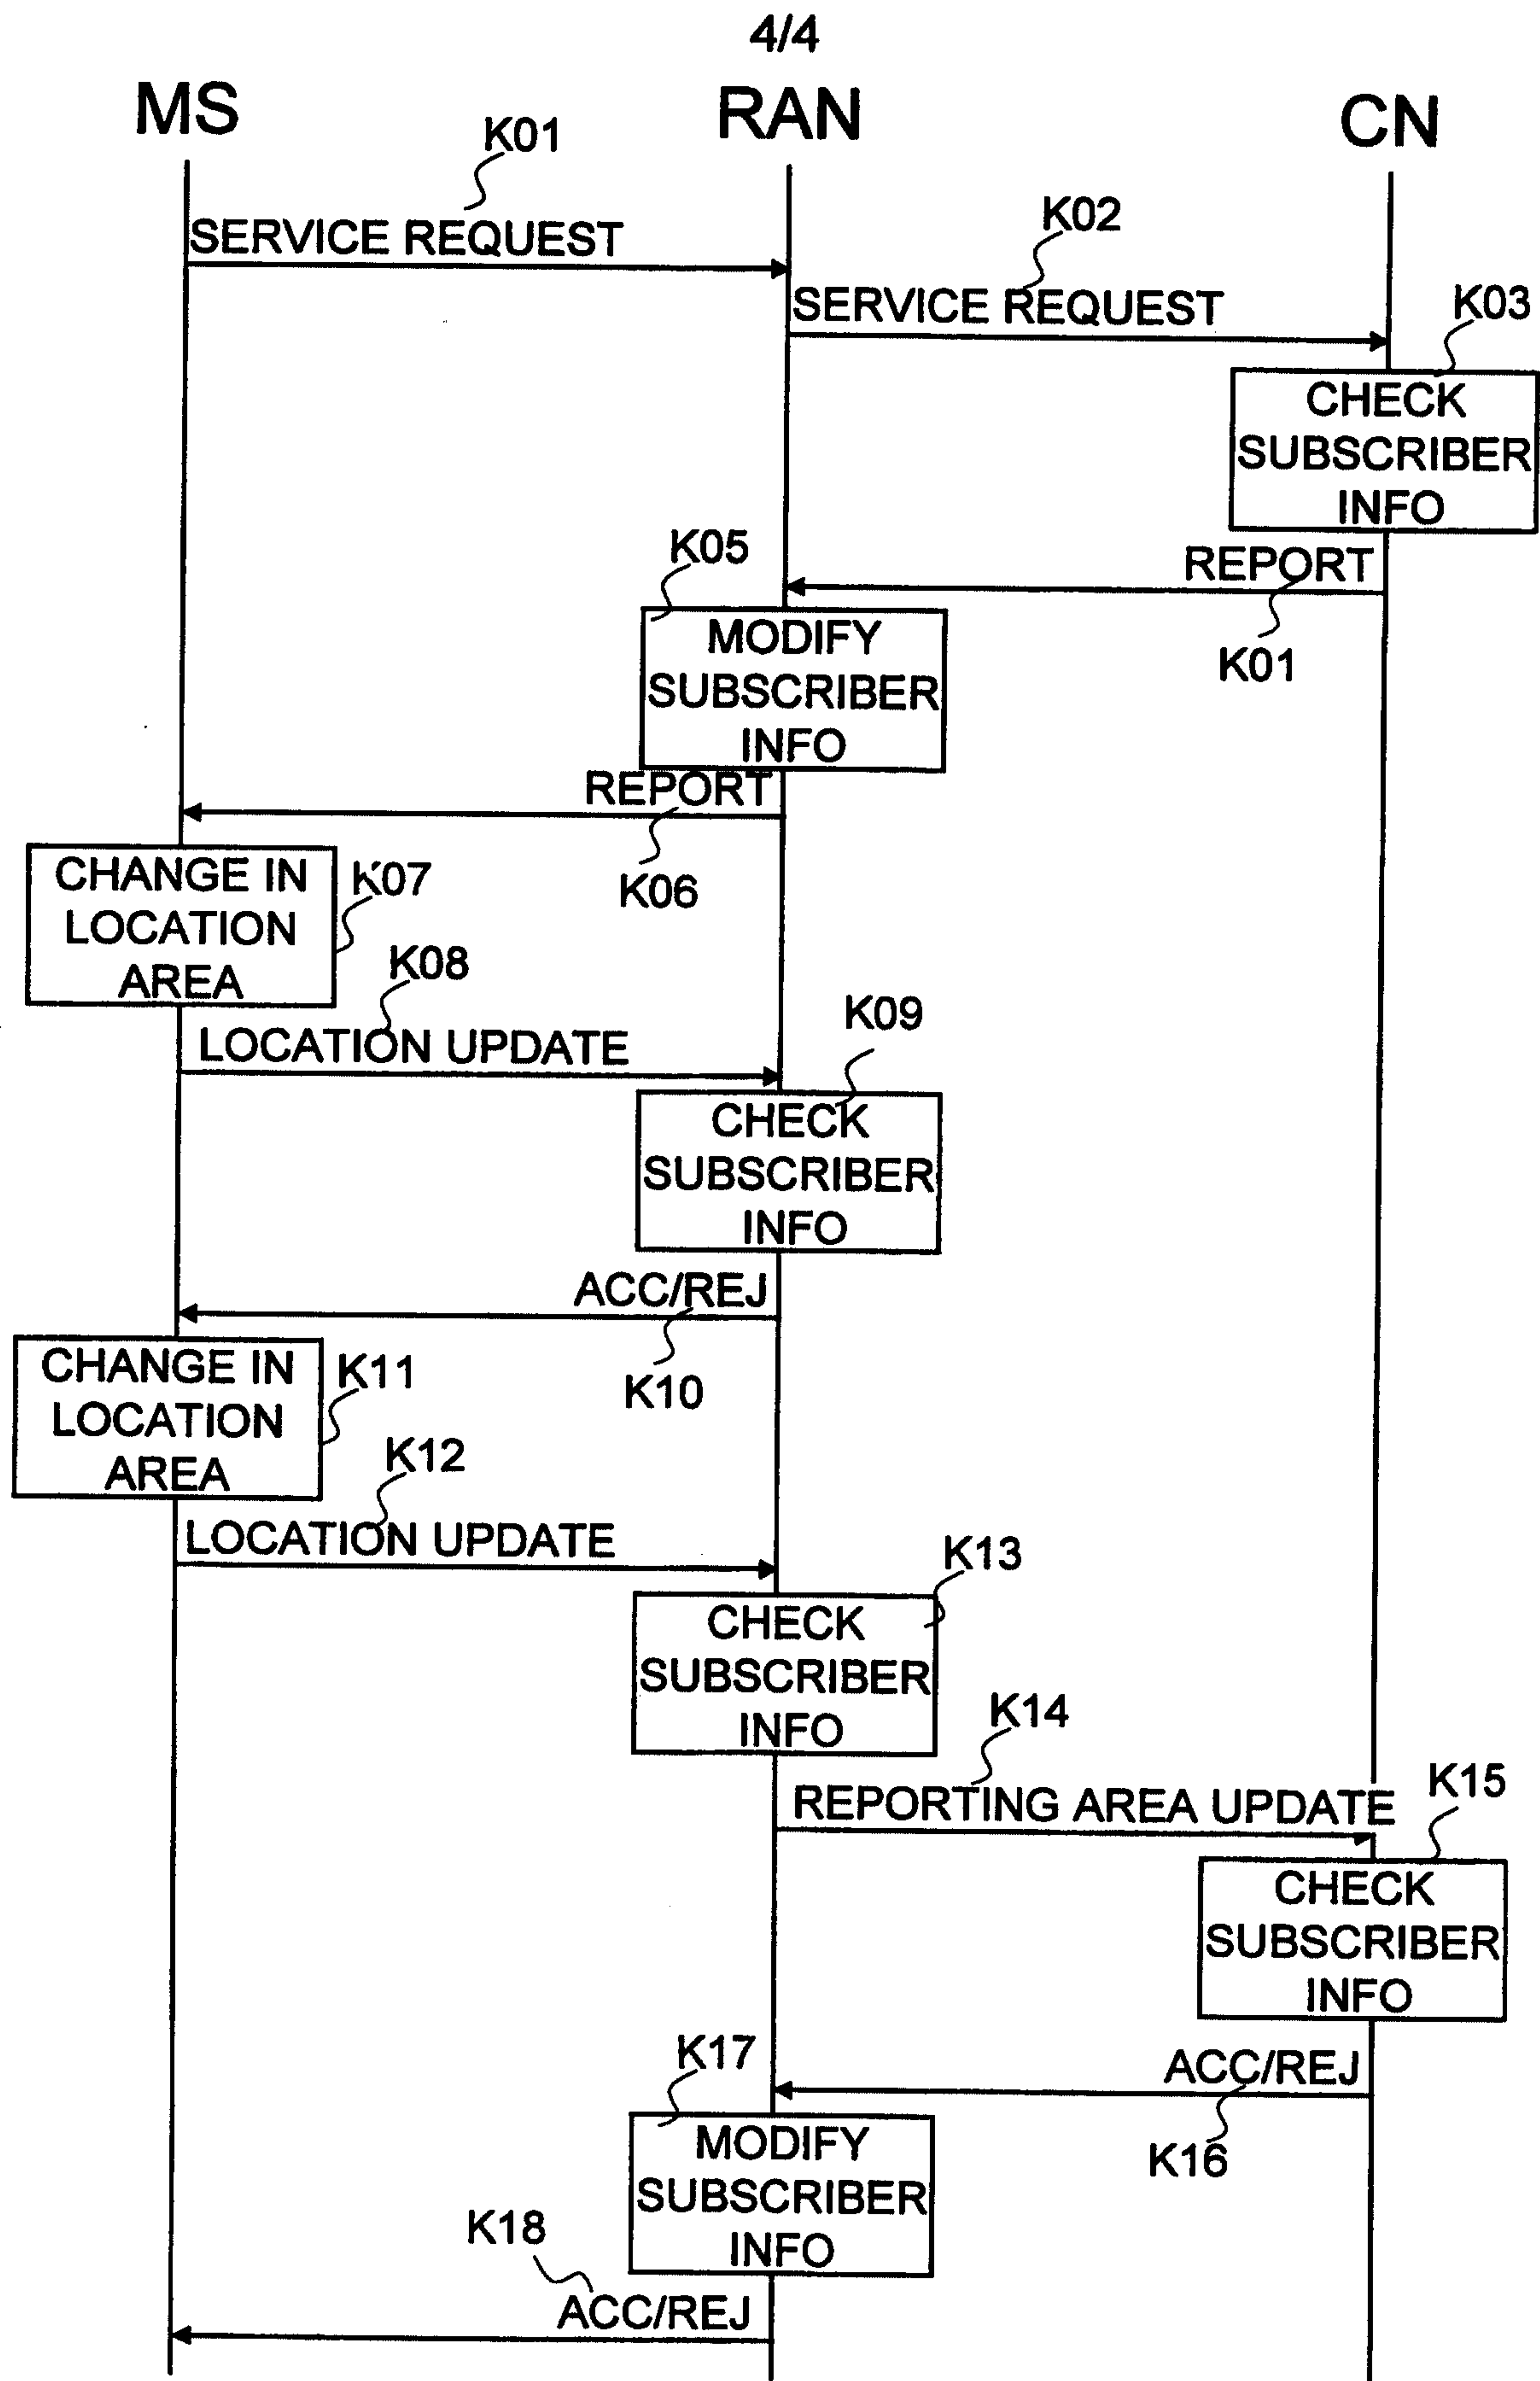 4/4
MS
RAN
CN
K01
SERVICE REQUEST
K02
SERVICE REQUEST
K03
CHECK
SUBSCRIBER
INFO
REPORT
K01
K05
MODIFY
SUBSCRIBER
INFO
REPORT
K06
CHANGE IN
LOCATION
AREA
K07
K08
LOCATION UPDATE
K09
CHECK
SUBSCRIBER
INFO
ACC/REJ
K10
CHANGE IN
LOCATION
AREA
K11
K12
LOCATION UPDATE
K13
CHECK
SUBSCRIBER
INFO
K14
REPORTING AREA UPDATE
K15
CHECK
SUBSCRIBER
INFO
ACC/REJ
K16
K17
MODIFY
SUBSCRIBER
INFO
K18
ACC/REJ